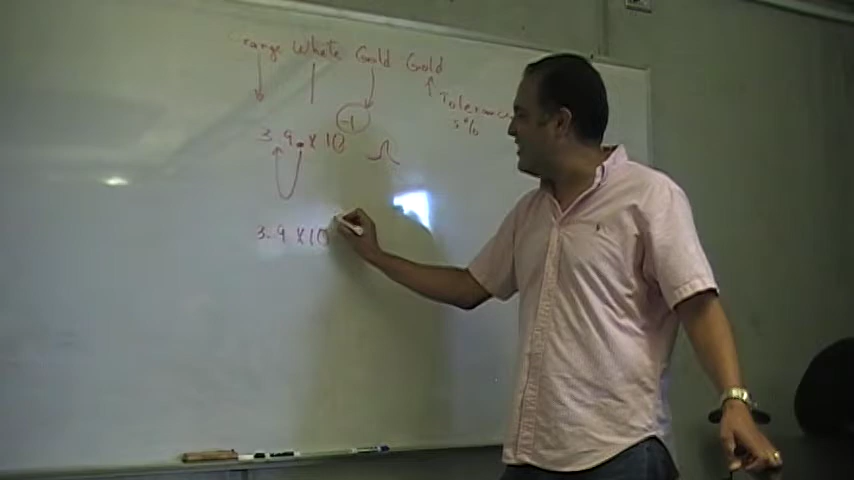 Orange White Gold Gold
Tolerance
5%
-1
3.9 x 10 Ω
3.9 x 10